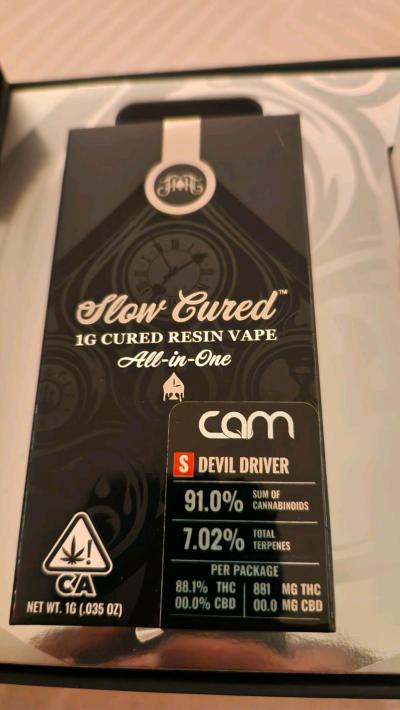 Slow Cured™
1G CURED RESIN VAPE
All-in-One
cam
S DEVIL DRIVER
91.0% SUM OF CANNABINOIDS
7.02% TOTAL TERPENES
PER PACKAGE
88.1% THC 881 MG THC
00.0% CBD 00.0 MG CBD
!
CA
NET WT. 1G (.035 OZ)